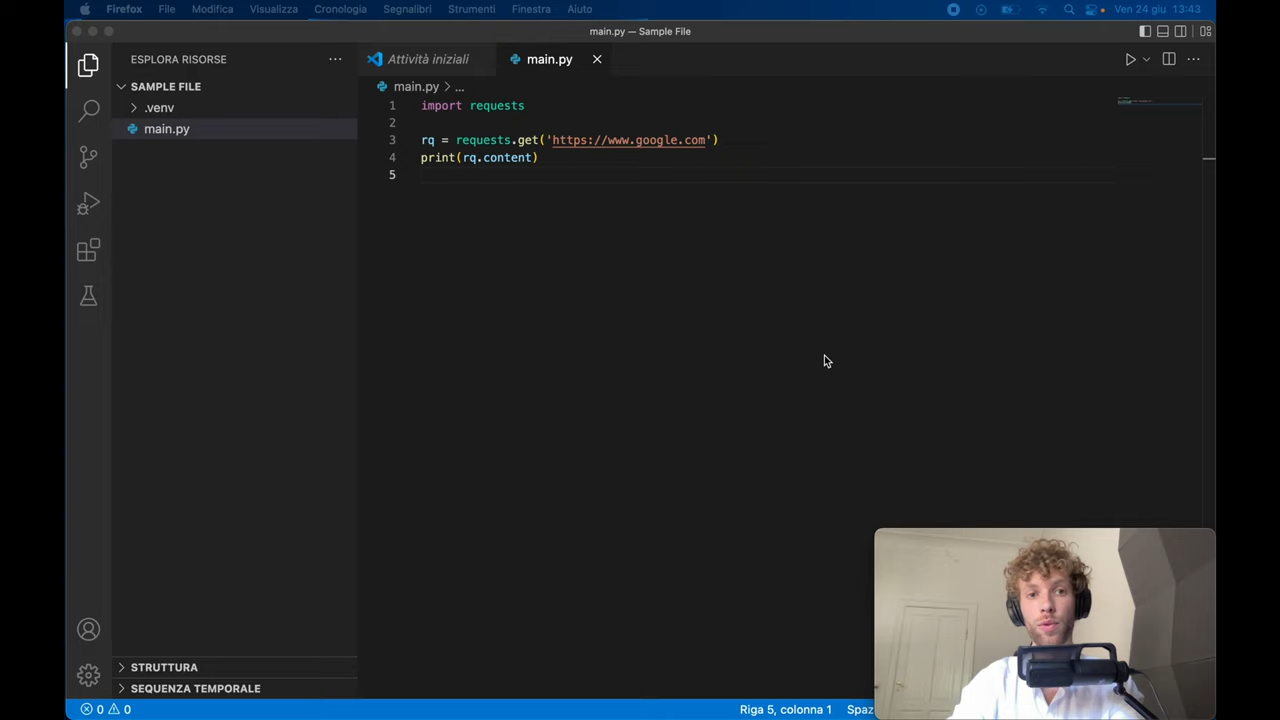 Firefox File Modifica Visualizza Cronologia Segnalibri Strumenti Finestra Aiuto Ven 24 giu 13:43
main.py — Sample File
ESPLORA RISORSE
Attività iniziali
main.py
SAMPLE FILE
main.py > ...
.venv
main.py
1 import requests
2
3 rq = requests.get('https://www.google.com')
4 print(rq.content)
5
STRUTTURA
SEQUENZA TEMPORALE
0 0 Riga 5, colonna 1 Spaz